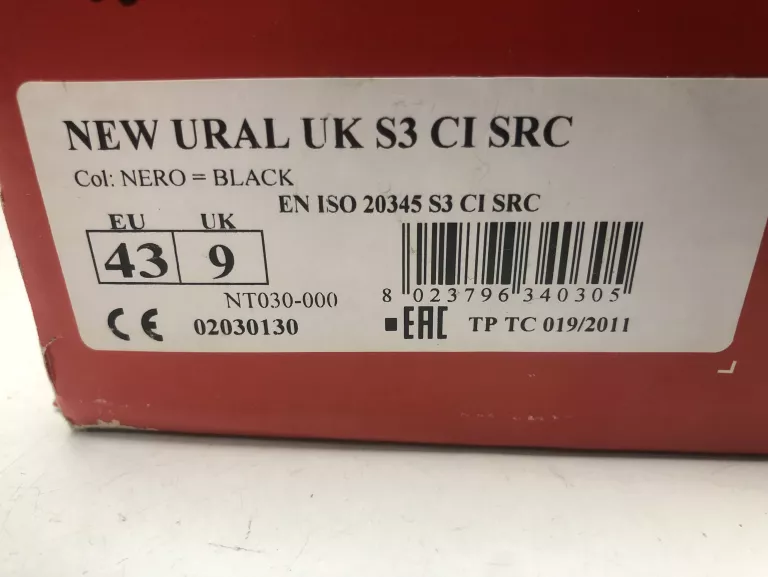 NEW URAL UK S3 CI SRC
Col: NERO = BLACK
EN ISO 20345 S3 CI SRC
EU UK
43 9
NT030-000
8 023796 340305
CE 02030130
EAC TP TC 019/2011